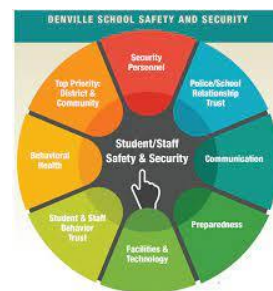 DENVILLE SCHOOL SAFETY AND SECURITY
Security
Personnel
Police/School
Relationship
Trust
Communication
Preparedness
Facilities &
Technology
Student & Staff
Behavior
Trust
Behavioral
Health
Top Priority:
District &
Community
Student/Staff
Safety & Security